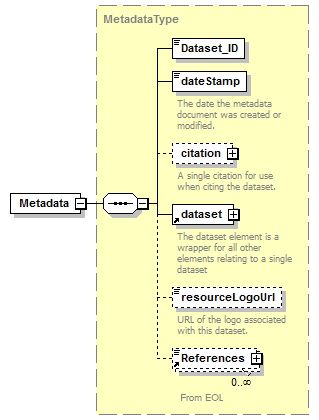 MetadataType
Dataset_ID
dateStamp
The date the metadata
document was created or
modified.
citation
A single citation for use
when citing the dataset.
Metadata
dataset
The dataset element is a
wrapper for all other
elements relating to a single
dataset
resourceLogoUrl
URL of the logo associated
with this dataset.
References
0..∞
From EOL